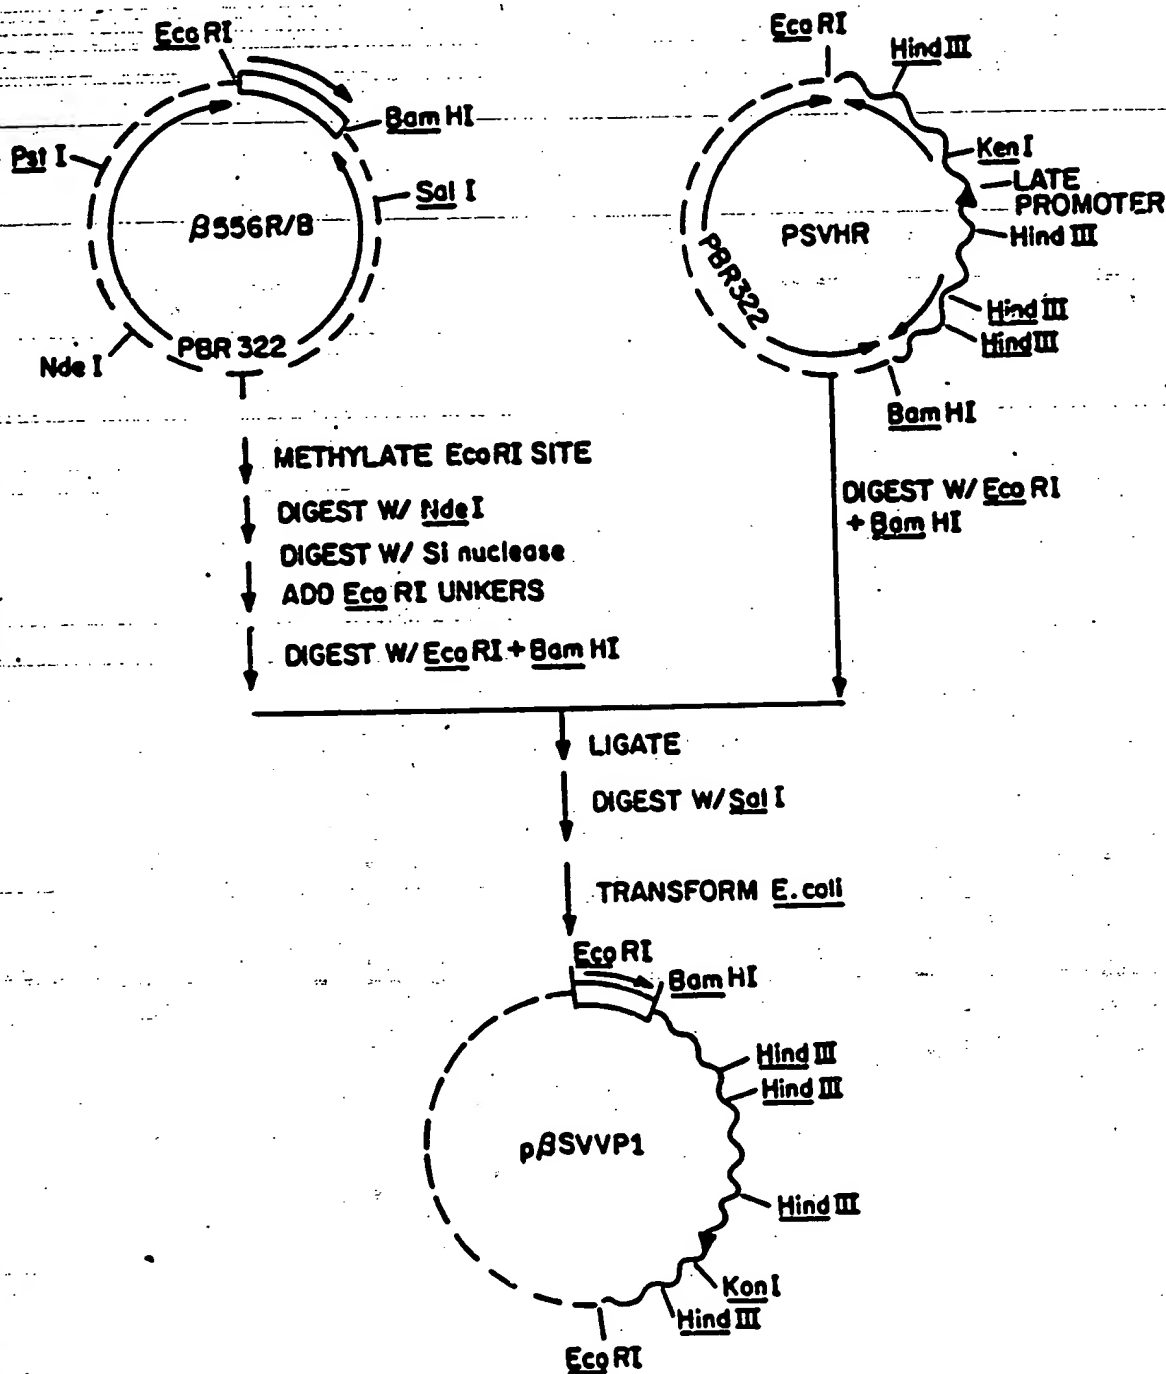 Eco RI
Bam HI
Pst I
Sal I
β556R/B
PBR 322
Nde I
Eco RI
Hind III
Ken I
LATE
PROMOTER
Hind III
PSVHR
PBR322
Hind III
Hind III
Bam HI
METHYLATE EcoRI SITE
DIGEST W/ Nde I
DIGEST W/ Si nuclease
ADD Eco RI UNKERS
DIGEST W/ Eco RI + Bam HI
DIGEST W/ Eco RI
+ Bam HI
LIGATE
DIGEST W/ Sal I
TRANSFORM E. coli
Eco RI
Bam HI
Hind III
Hind III
pβSVVP1
Hind III
Kon I
Hind III
Eco RI